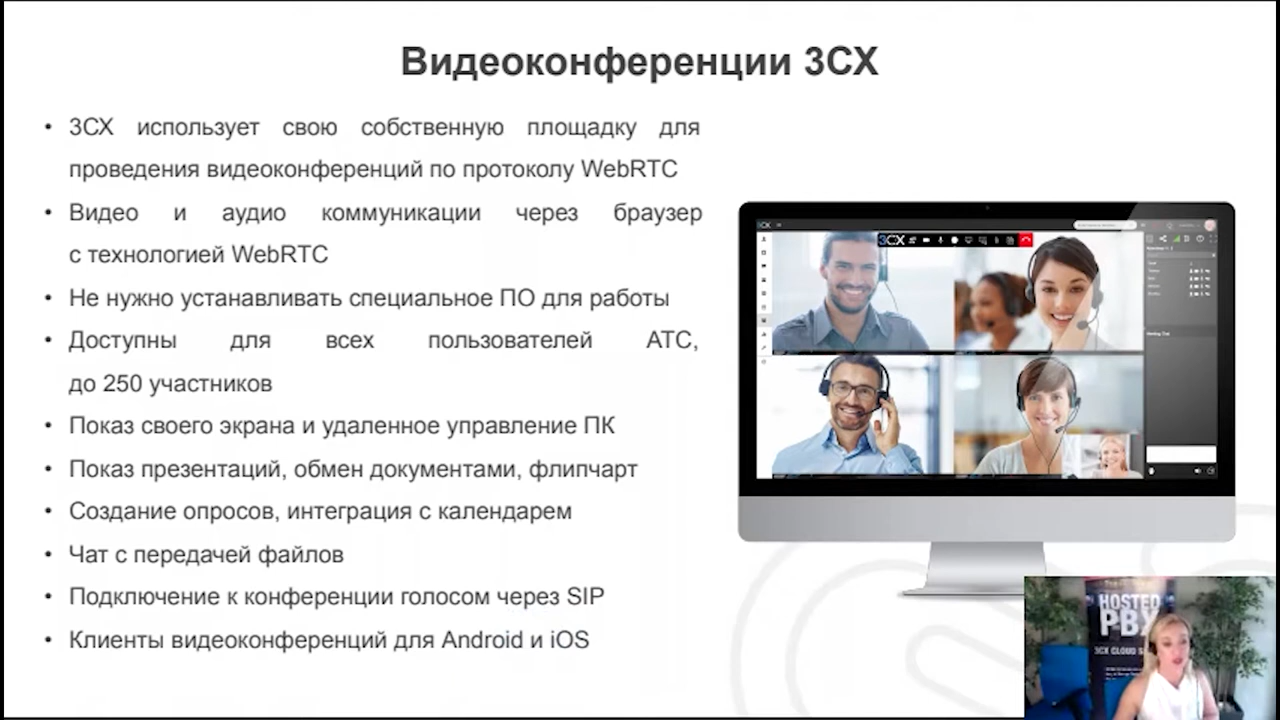 Видеоконференции 3CX
• 3CX использует свою собственную площадку для
проведения видеоконференций по протоколу WebRTC
• Видео и аудио коммуникации через браузер
с технологией WebRTC
• Не нужно устанавливать специальное ПО для работы
• Доступны для всех пользователей АТС,
до 250 участников
• Показ своего экрана и удаленное управление ПК
• Показ презентаций, обмен документами, флипчарт
• Создание опросов, интеграция с календарем
• Чат с передачей файлов
• Подключение к конференции голосом через SIP
• Клиенты видеоконференций для Android и iOS
3CX
3CX
HOSTED
PBX
3CX CLOUD